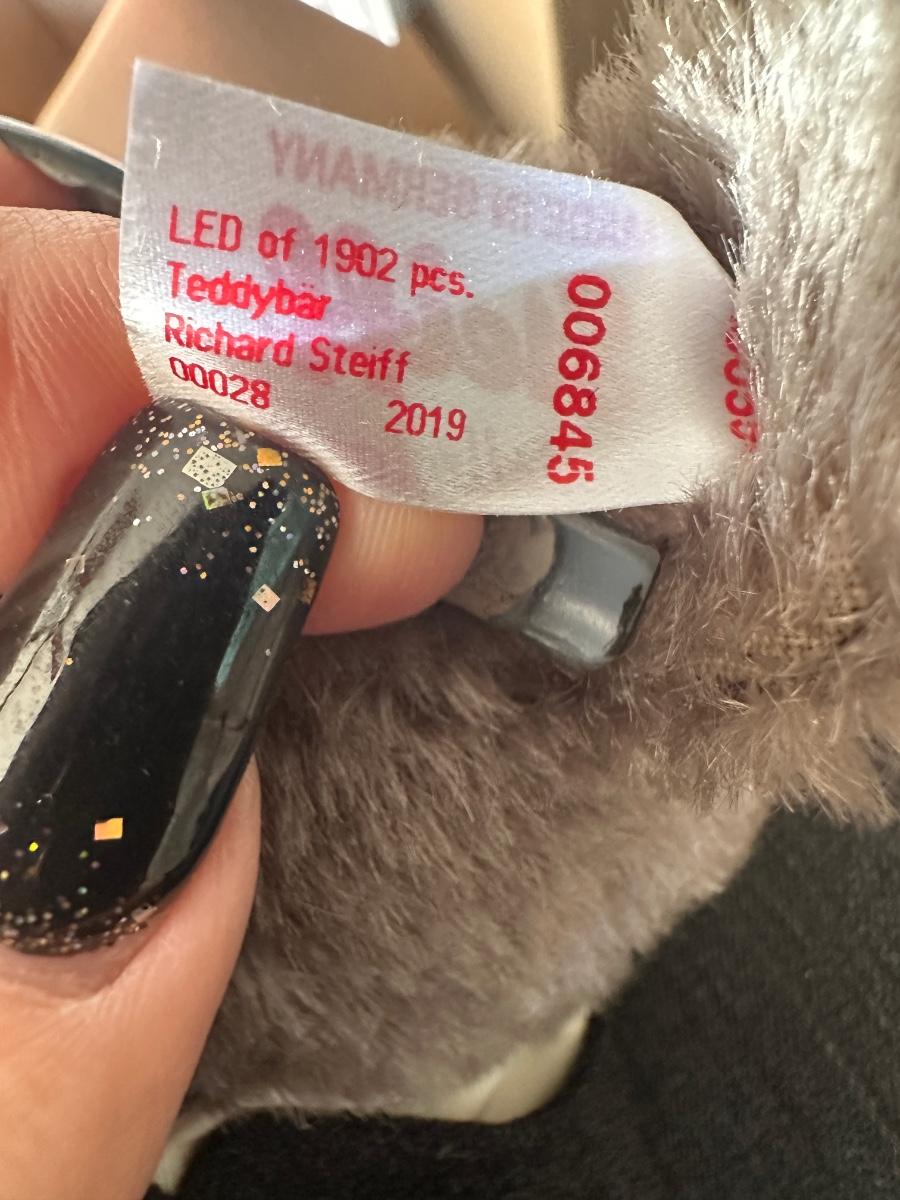 LED of 1902 pcs.
Teddybär
Richard Steiff
00028 2019
006845